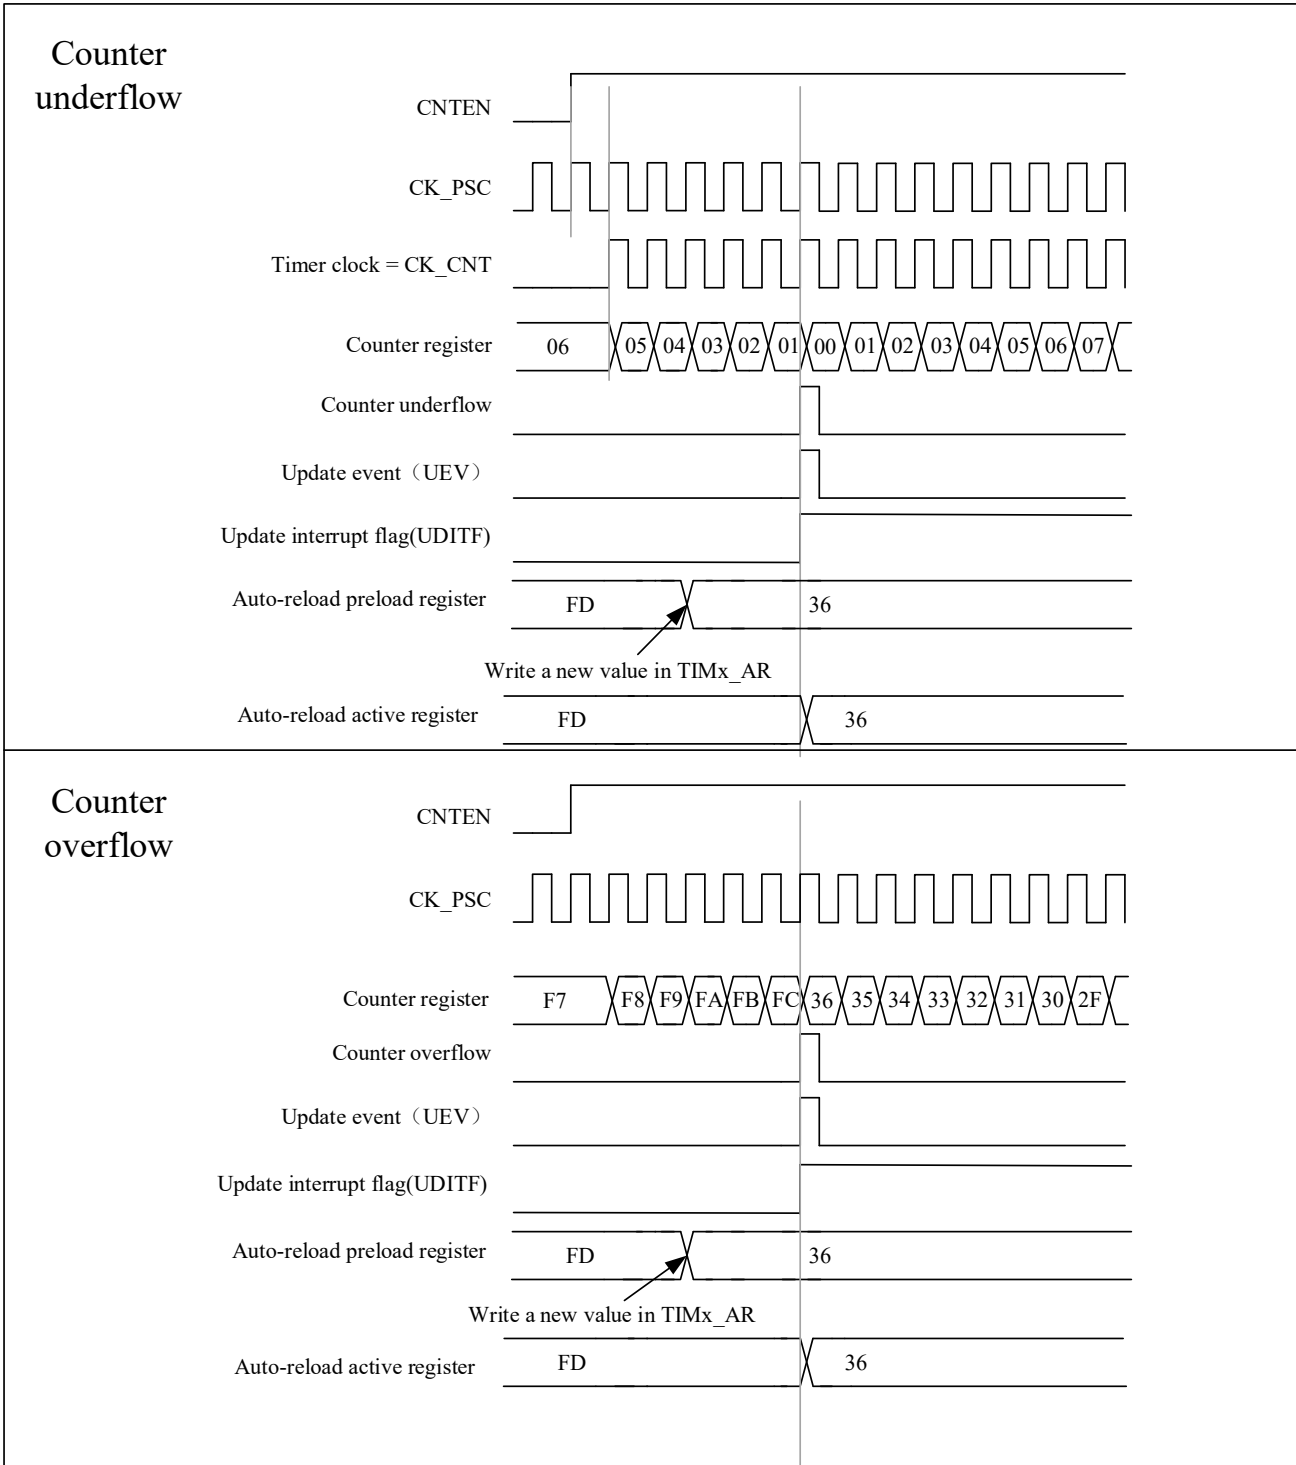 Counter
underflow
CNTEN
CK_PSC
Timer clock = CK_CNT
Counter register 06 05 04 03 02 01 00 01 02 03 04 05 06 07
Counter underflow
Update event（UEV）
Update interrupt flag(UDITF)
Auto-reload preload register FD 36
Write a new value in TIMx_AR
Auto-reload active register FD 36
Counter
overflow
CNTEN
CK_PSC
Counter register F7 F8 F9 FA FB FC 36 35 34 33 32 31 30 2F
Counter overflow
Update event（UEV）
Update interrupt flag(UDITF)
Auto-reload preload register FD 36
Write a new value in TIMx_AR
Auto-reload active register FD 36